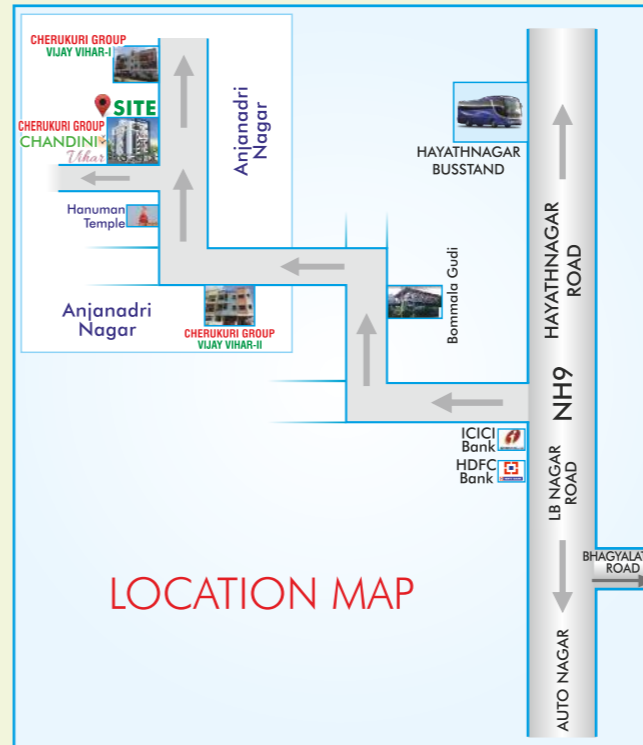 CHERUKURI GROUP
VIJAY VIHAR-I
SITE
CHERUKURI GROUP
CHANDINI
Vihar
Anjanadri
Nagar
HAYATHNAGAR
BUSSTAND
Hanuman
Temple
HAYATHNAGAR
ROAD
Bommala Gudi
Anjanadri
Nagar
CHERUKURI GROUP
VIJAY VIHAR-II
NH9
ICICI
Bank
HDFC
Bank
LB NAGAR
ROAD
BHAGYALAT
ROAD
LOCATION MAP
AUTO NAGAR